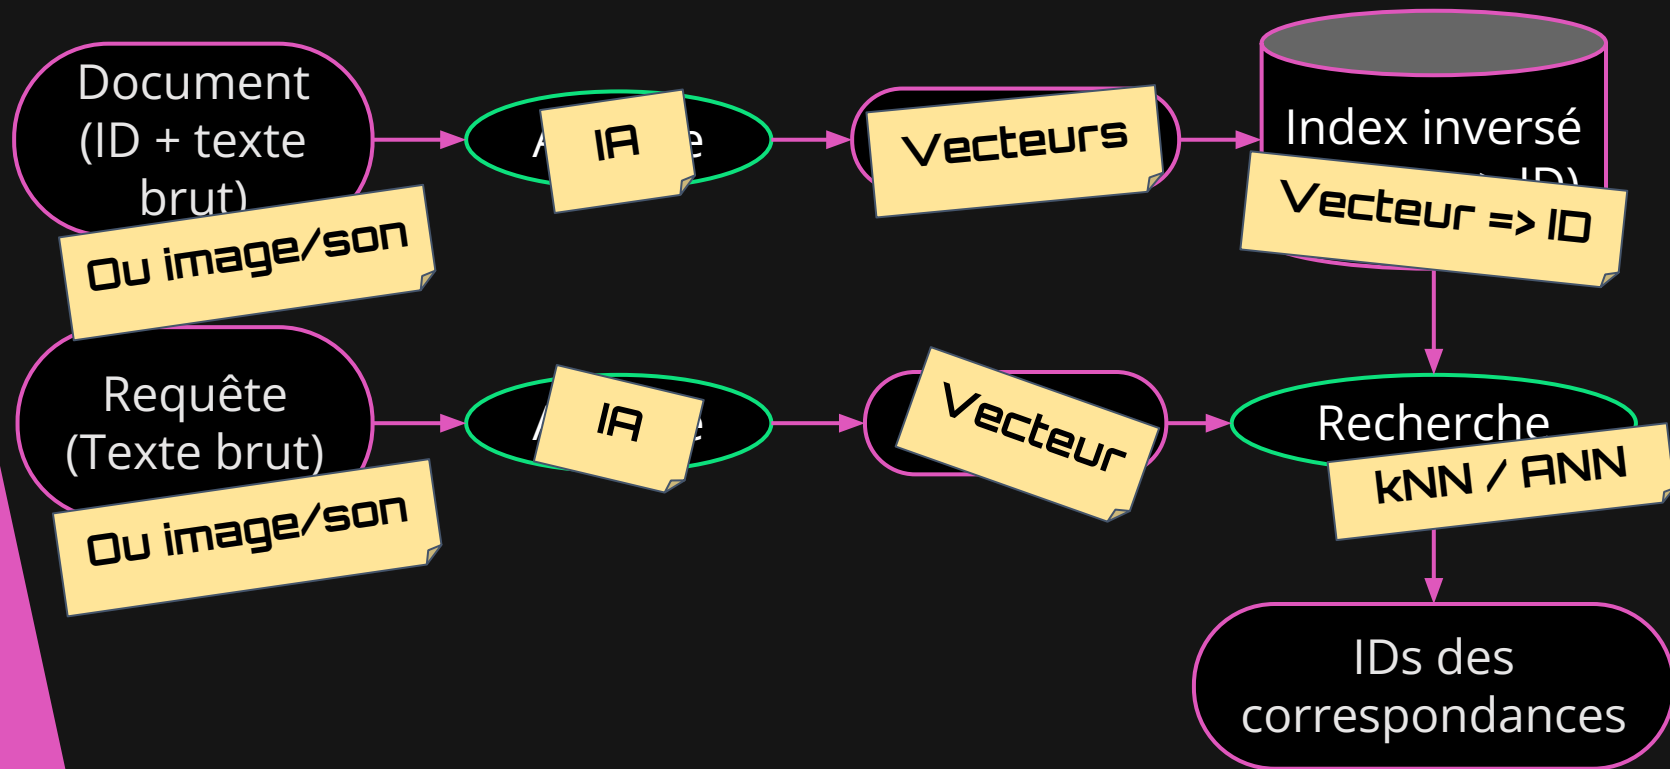 Document
(ID + texte
brut)
Ou image/son
IA
Vecteurs
Index inversé
ID)
Vecteur => ID
Requête
(Texte brut)
Ou image/son
IA
Vecteur
Recherche
kNN / ANN
IDs des
correspondances